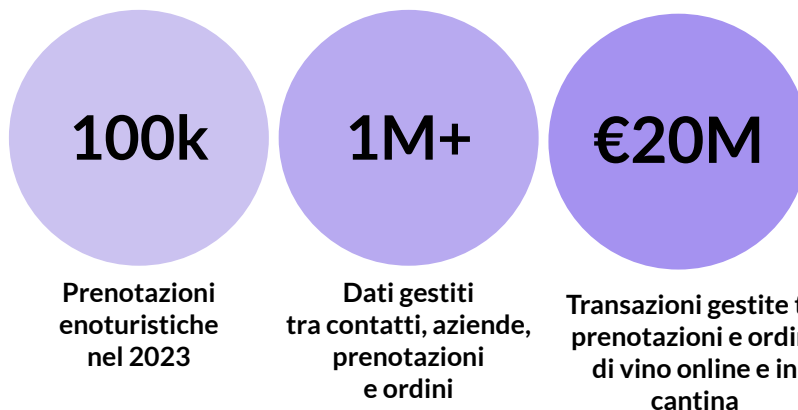 100k
Prenotazioni
enoturistiche
nel 2023
1M+
Dati gestiti
tra contatti, aziende,
prenotazioni
e ordini
€20M
Transazioni gestite
prenotazioni e
di vino online e in
cantina